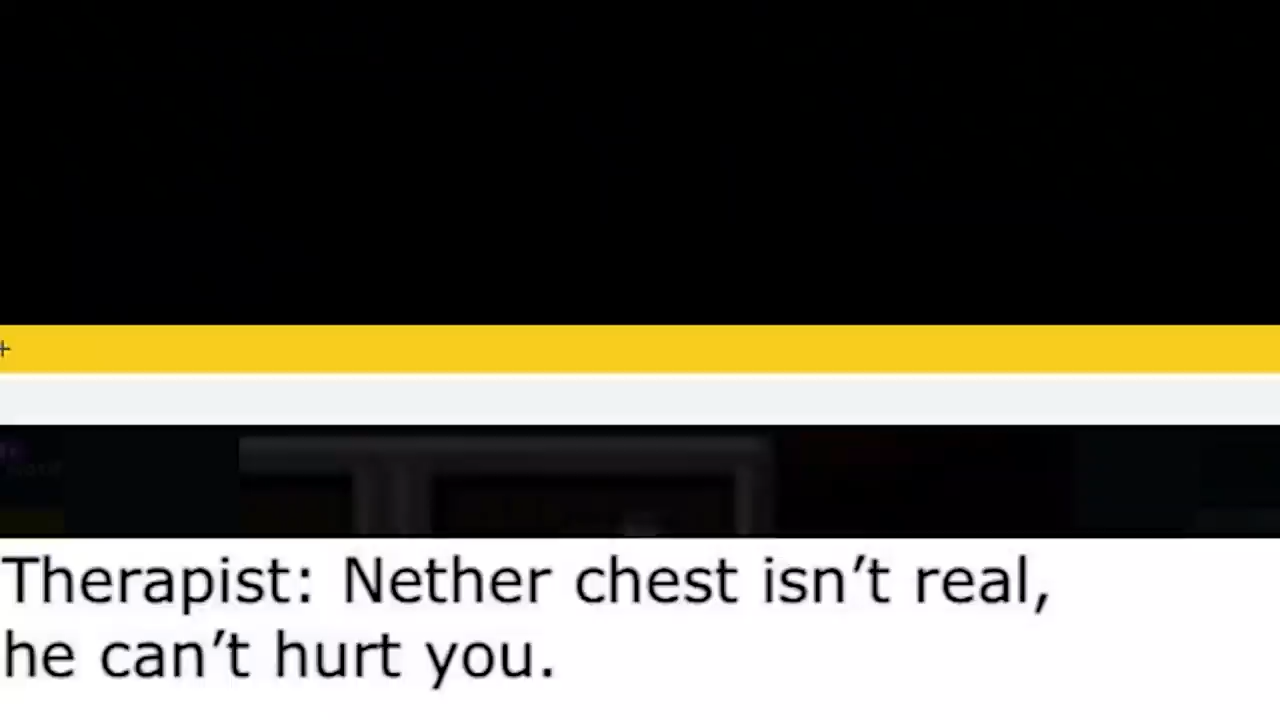 +
Therapist: Nether chest isn’t real,
he can’t hurt you.